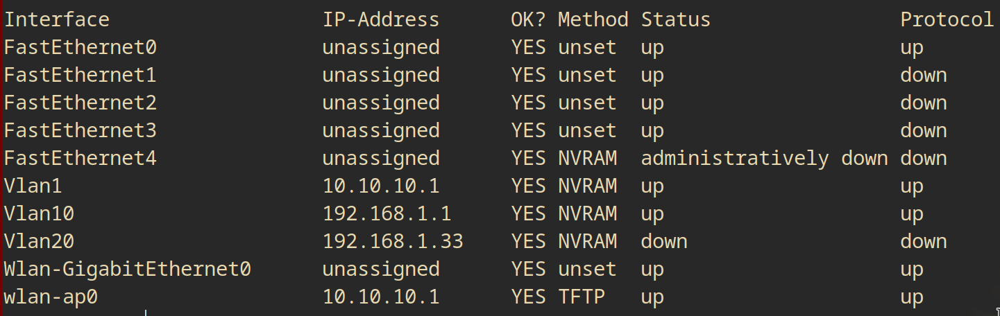 Interface                  IP-Address      OK? Method Status                Protocol
FastEthernet0              unassigned      YES unset  up                    up
FastEthernet1              unassigned      YES unset  up                    down
FastEthernet2              unassigned      YES unset  up                    down
FastEthernet3              unassigned      YES unset  up                    down
FastEthernet4              unassigned      YES NVRAM  administratively down down
Vlan1                      10.10.10.1      YES NVRAM  up                    up
Vlan10                     192.168.1.1     YES NVRAM  up                    up
Vlan20                     192.168.1.33    YES NVRAM  down                  down
Wlan-GigabitEthernet0      unassigned      YES unset  up                    up
wlan-ap0                   10.10.10.1      YES TFTP   up                    up